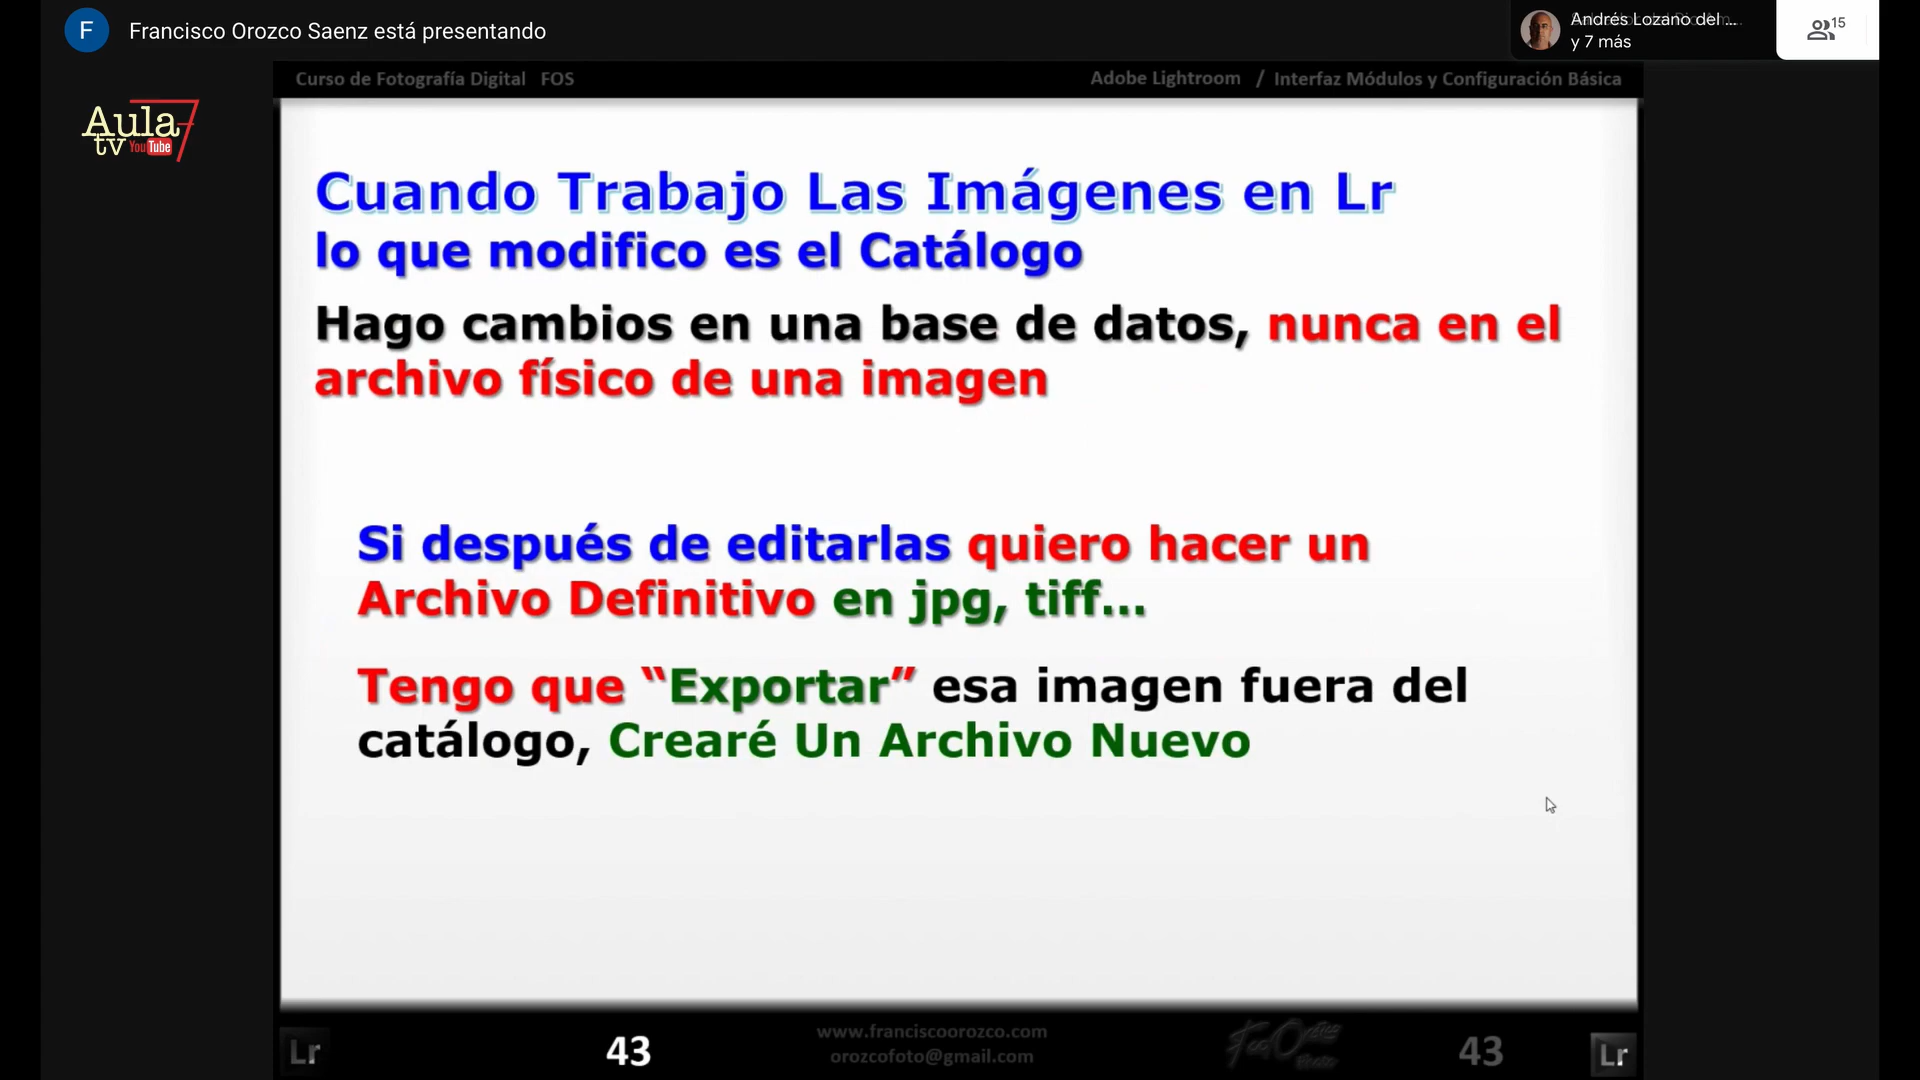 F
Francisco Orozco Saenz está presentando
Andrés Lozano del ...
y 7 más
15
Curso de Fotografía Digital FOS
Adobe Lightroom / Interfaz Módulos y Configuración Básica
Aula 7
tv YouTube
Cuando Trabajo Las Imágenes en Lr
lo que modifico es el Catálogo
Hago cambios en una base de datos, nunca en el
archivo físico de una imagen
Si después de editarlas quiero hacer un
Archivo Definitivo en jpg, tiff...
Tengo que “Exportar” esa imagen fuera del
catálogo, Crearé Un Archivo Nuevo
Lr
43
www.franciscoorozco.com
orozcofoto@gmail.com
43
Lr